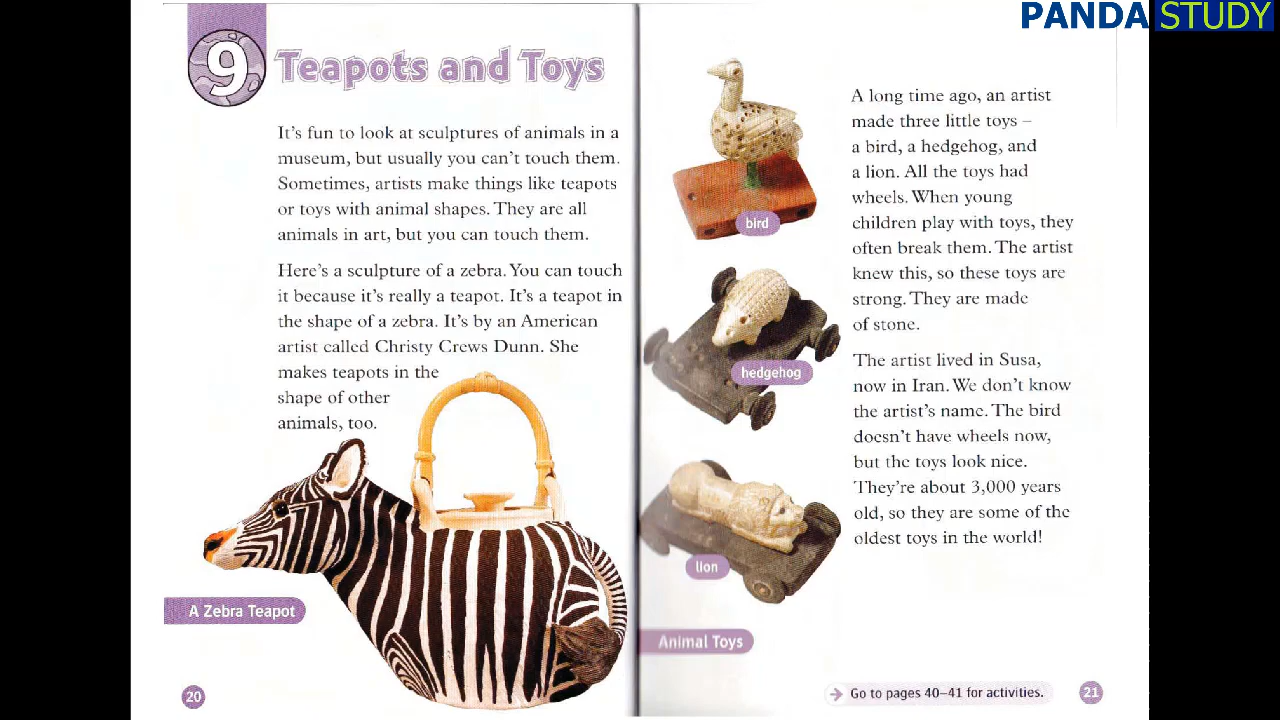 PANDA STUDY
9 Teapots and Toys
It's fun to look at sculptures of animals in a
museum, but usually you can't touch them.
Sometimes, artists make things like teapots
or toys with animal shapes. They are all
animals in art, but you can touch them.
Here's a sculpture of a zebra. You can touch
it because it's really a teapot. It's a teapot in
the shape of a zebra. It's by an American
artist called Christy Crews Dunn. She
makes teapots in the
shape of other
animals, too.
A Zebra Teapot
20
bird
hedgehog
lion
Animal Toys
A long time ago, an artist
made three little toys –
a bird, a hedgehog, and
a lion. All the toys had
wheels. When young
children play with toys, they
often break them. The artist
knew this, so these toys are
strong. They are made
of stone.
The artist lived in Susa,
now in Iran. We don't know
the artist's name. The bird
doesn't have wheels now,
but the toys look nice.
They're about 3,000 years
old, so they are some of the
oldest toys in the world!
Go to pages 40–41 for activities.
21